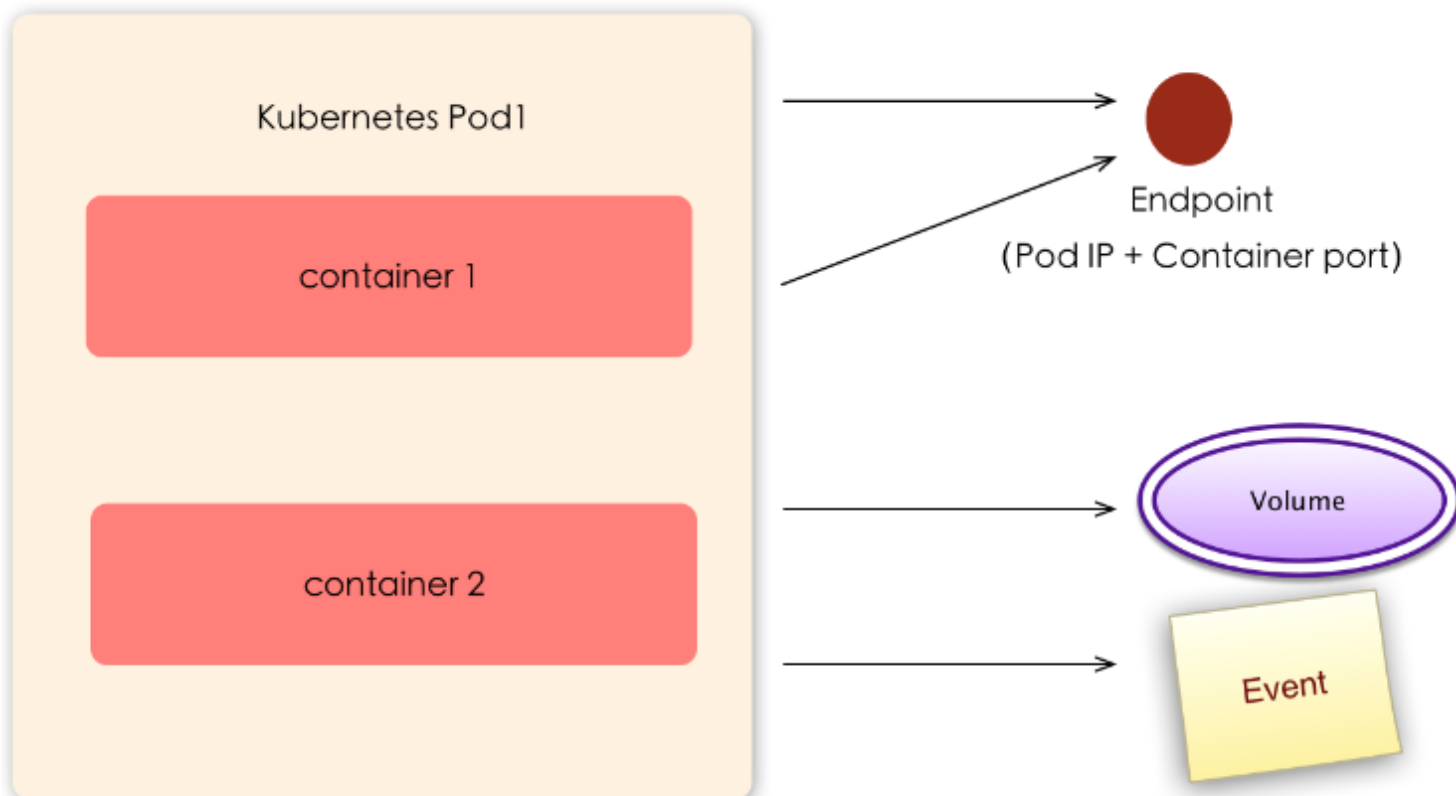 Kubernetes Pod1
container 1
container 2
Endpoint
(Pod IP + Container port)
Volume
Event